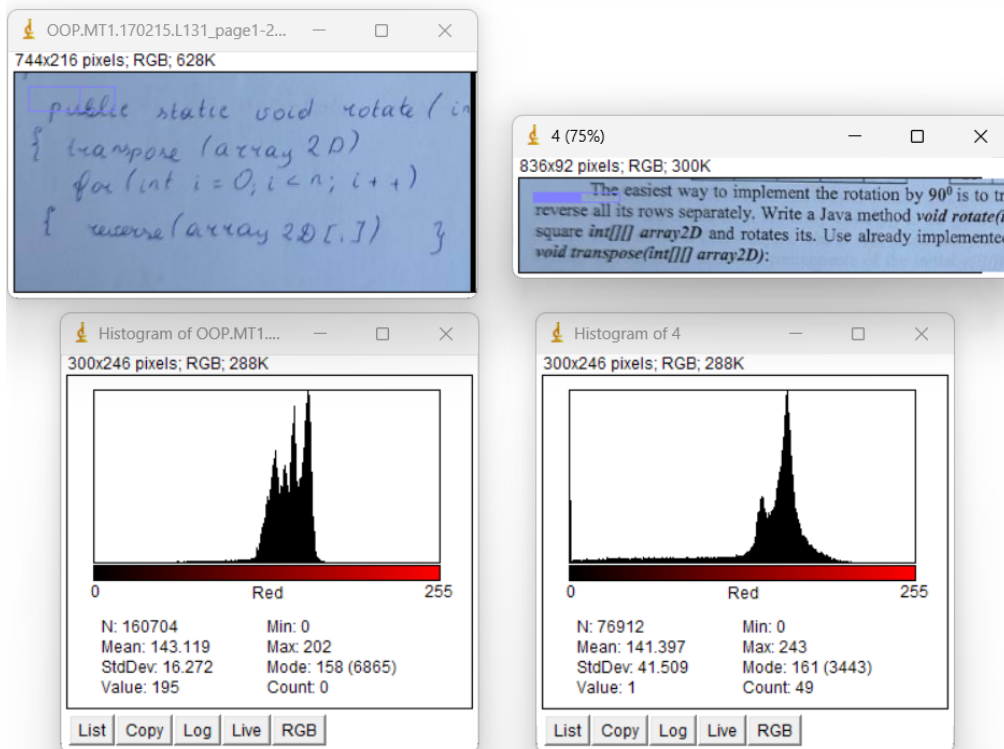 OOP.MT1.170215.L131_page1-2...
744x216 pixels; RGB; 628K
public static void rotate ( in
{ transpose (array 2D)
for (int i = 0; i < n; i + +)
{ reverse (array 2D [i]) }
4 (75%)
836x92 pixels; RGB; 300K
The easiest way to implement the rotation by 90⁰ is to tr
reverse all its rows separately. Write a Java method void rotate(i
square int[][] array2D and rotates its. Use already implemented
void transpose(int[][] array2D):
Histogram of OOP.MT1....
300x246 pixels; RGB; 288K
0 Red 255
N: 160704 Min: 0
Mean: 143.119 Max: 202
StdDev: 16.272 Mode: 158 (6865)
Value: 195 Count: 0
List Copy Log Live RGB
Histogram of 4
300x246 pixels; RGB; 288K
0 Red 255
N: 76912 Min: 0
Mean: 141.397 Max: 243
StdDev: 41.509 Mode: 161 (3443)
Value: 1 Count: 49
List Copy Log Live RGB